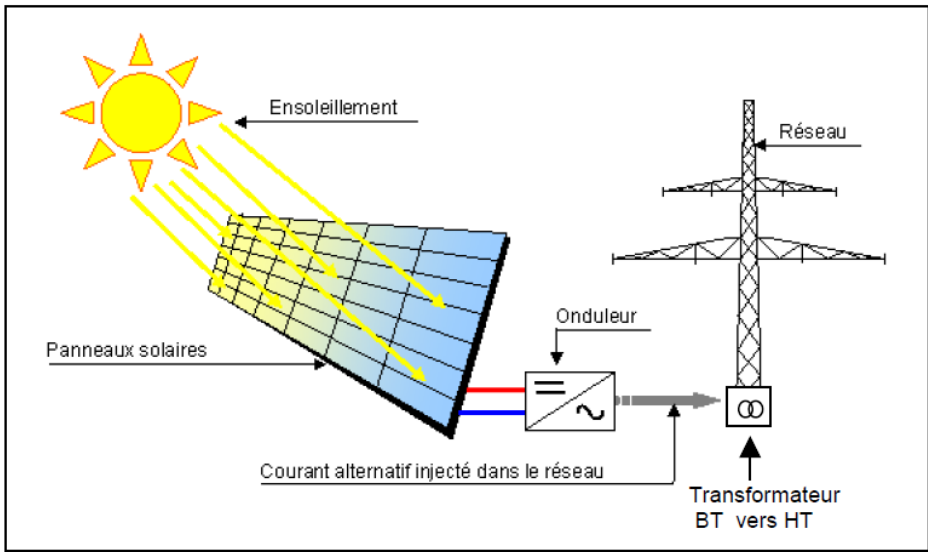 Ensoleillement
Réseau
Onduleur
Panneaux solaires
Courant alternatif injecté dans le réseau
Transformateur
BT vers HT